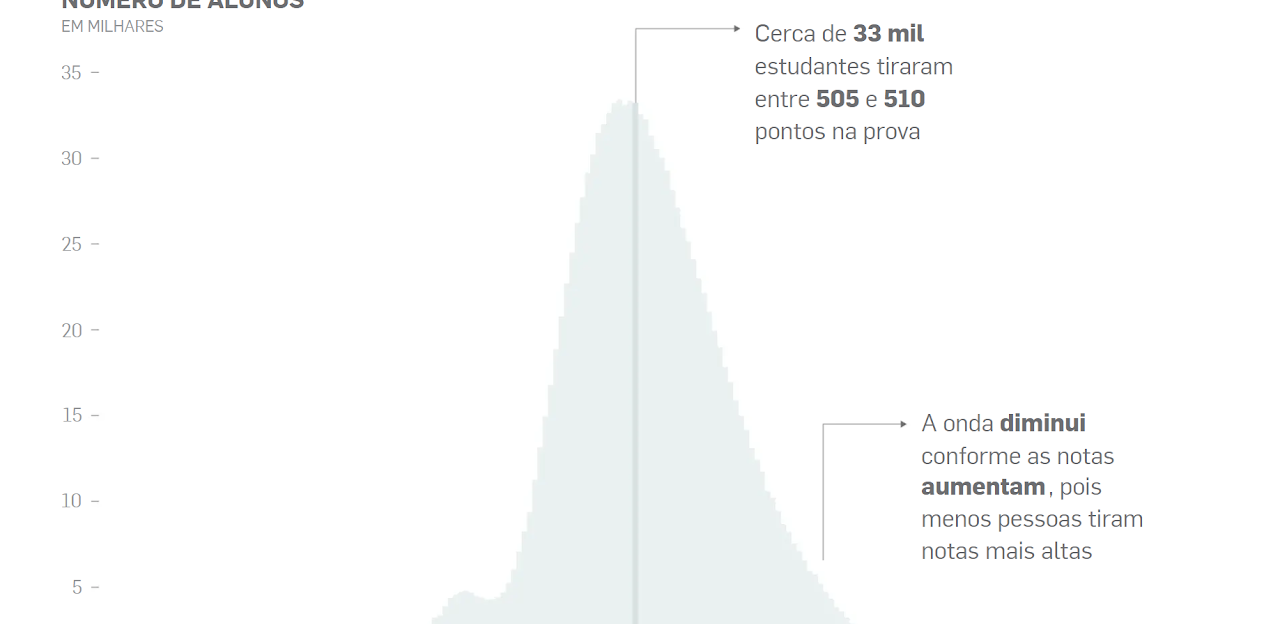 NÚMERO DE ALUNOS
EM MILHARES
35
Cerca de 33 mil
estudantes tiraram
entre 505 e 510
pontos na prova
30
25
20
15
A onda diminui
conforme as notas
aumentam, pois
menos pessoas tiram
notas mais altas
10
5